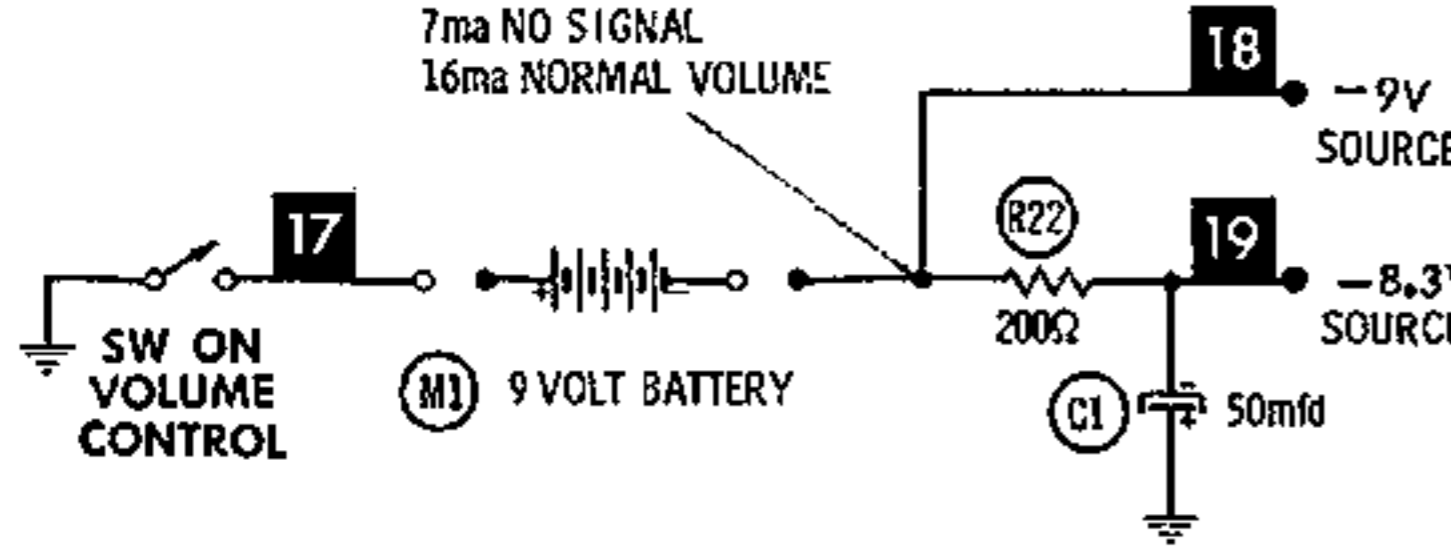 7ma NO SIGNAL
16ma NORMAL VOLUME
18
-9V
SOURCE
17
R22
19
200Ω
-8.3V
SOURCE
+
-
SW ON
VOLUME
CONTROL
M1
9 VOLT BATTERY
C1
-
+
50mfd